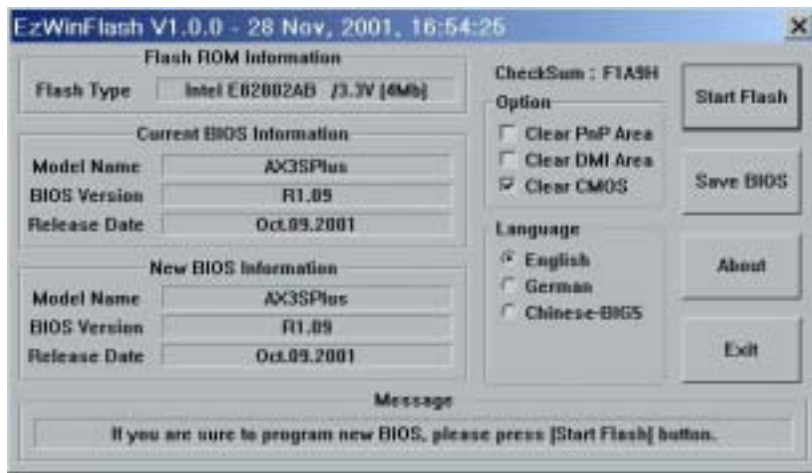 EzWinFlash V1.0.0 - 28 Nov, 2001, 16:54:25
Flash ROM Information
Flash Type Intel E82802AB /3.3V [4Mb]
Current BIOS Information
Model Name AX3SPlus
BIOS Version R1.09
Release Date Oct.09.2001
New BIOS Information
Model Name AX3SPlus
BIOS Version R1.09
Release Date Oct.09.2001
CheckSum : F1A9H
Option
Clear PnP Area
Clear DMI Area
Clear CMOS
Language
English
German
Chinese-BIG5
Start Flash
Save BIOS
About
Exit
Message
If you are sure to program new BIOS, please press [Start Flash] button.